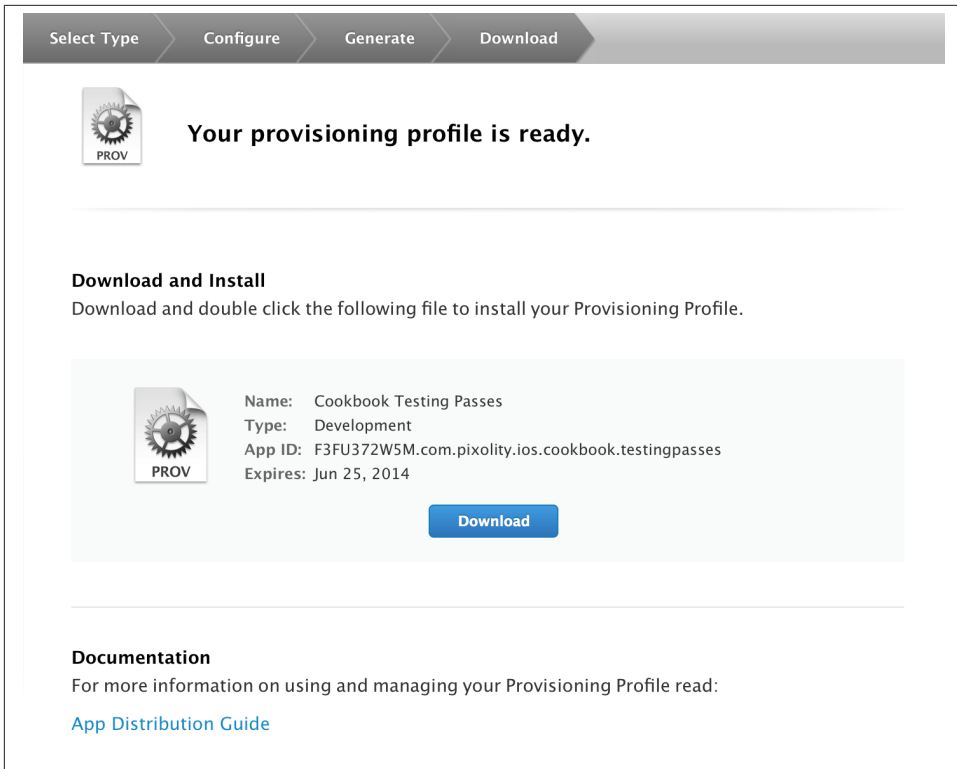 Select Type
Configure
Generate
Download
PROV
Your provisioning profile is ready.
Download and Install
Download and double click the following file to install your Provisioning Profile.
PROV
Name: Cookbook Testing Passes
Type: Development
App ID: F3FU372W5M.com.pixolity.ios.cookbook.testingpasses
Expires: Jun 25, 2014
Download
Documentation
For more information on using and managing your Provisioning Profile read:
App Distribution Guide